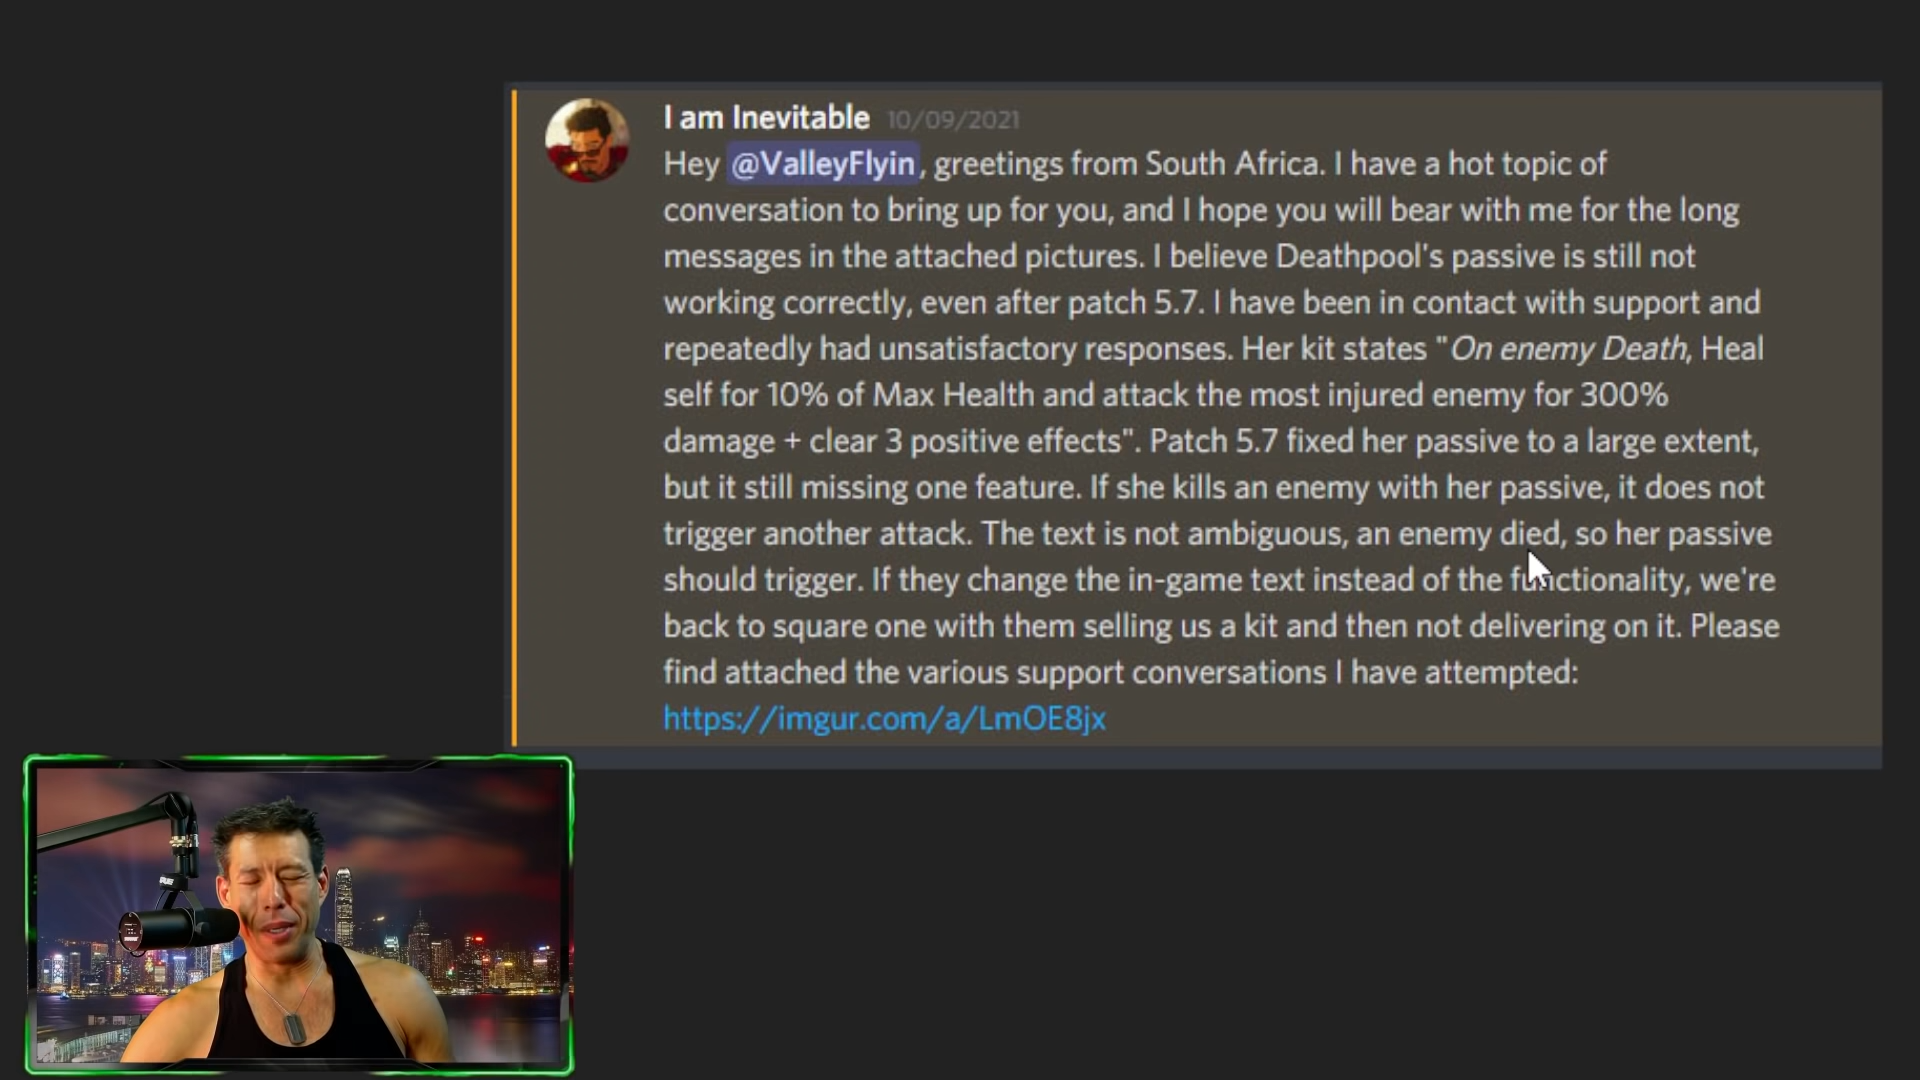 I am Inevitable 10/09/2021
Hey @ValleyFlyin, greetings from South Africa. I have a hot topic of
conversation to bring up for you, and I hope you will bear with me for the long
messages in the attached pictures. I believe Deathpool's passive is still not
working correctly, even after patch 5.7. I have been in contact with support and
repeatedly had unsatisfactory responses. Her kit states "On enemy Death, Heal
self for 10% of Max Health and attack the most injured enemy for 300%
damage + clear 3 positive effects". Patch 5.7 fixed her passive to a large extent,
but it still missing one feature. If she kills an enemy with her passive, it does not
trigger another attack. The text is not ambiguous, an enemy died, so her passive
should trigger. If they change the in-game text instead of the functionality, we're
back to square one with them selling us a kit and then not delivering on it. Please
find attached the various support conversations I have attempted:
https://imgur.com/a/LmOE8jx